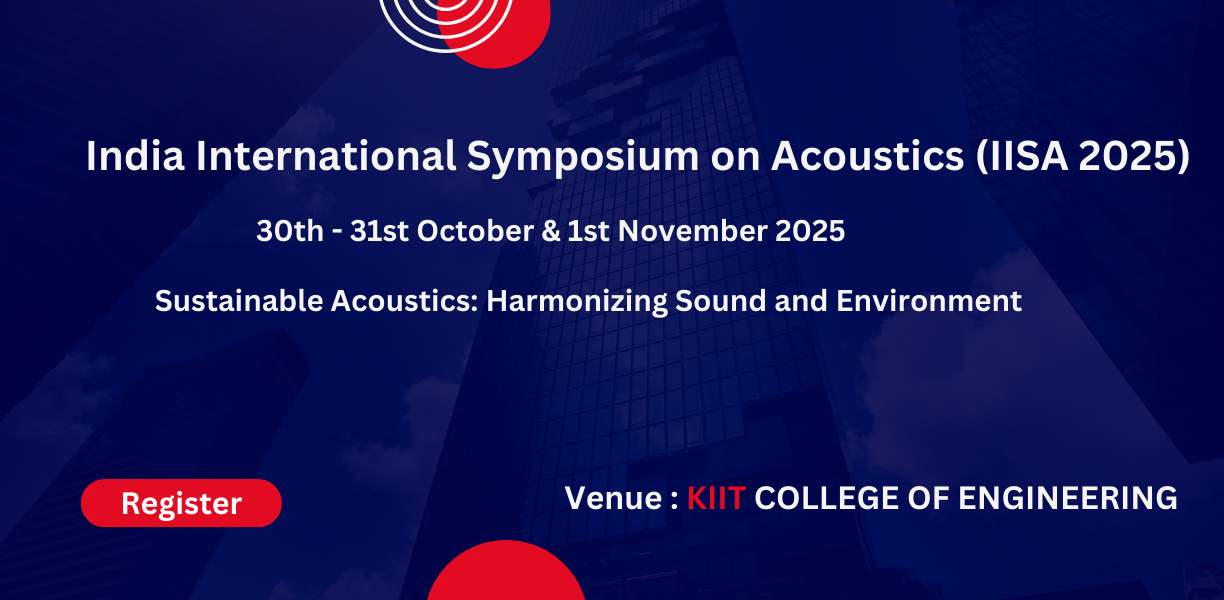 India International Symposium on Acoustics (IISA 2025)
30th - 31st October & 1st November 2025
Sustainable Acoustics: Harmonizing Sound and Environment
Register
Venue : KIIT COLLEGE OF ENGINEERING